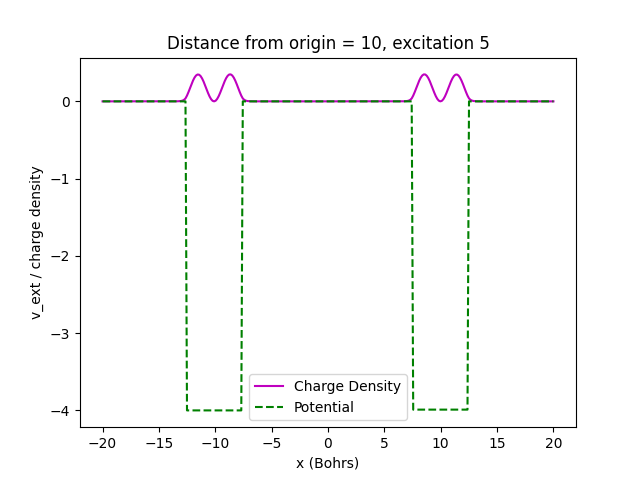 Distance from origin = 10, excitation 5
v_ext / charge density
0
−1
−2
−3
−4
Charge Density
Potential
−20 −15 −10 −5 0 5 10 15 20
x (Bohrs)